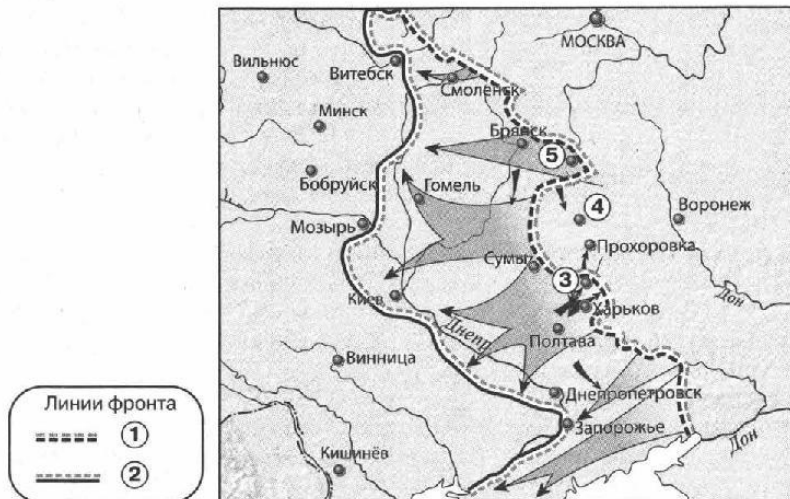 МОСКВА
Вильнюс
Витебск
Смоленск
Минск
Брянск
5
Бобруйск
Гомель
4
Воронеж
Мозырь
Прохоровка
Сумы
3
Киев
Харьков
Дон
Днепр
Полтава
Винница
Днепропетровск
Запорожье
Дон
Кишинёв
Линии фронта
1
2